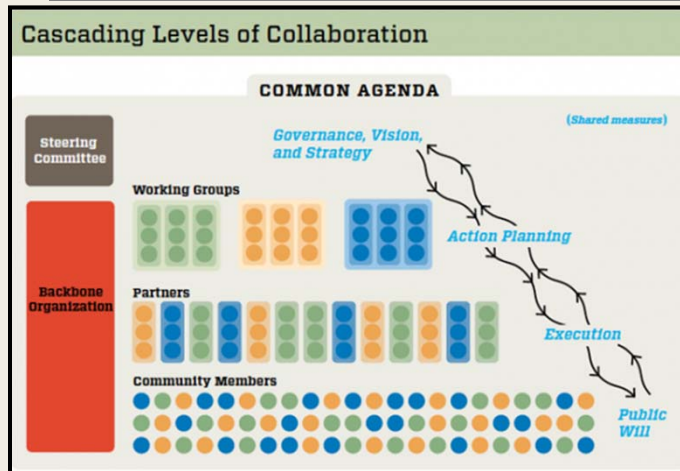 Cascading Levels of Collaboration
COMMON AGENDA
Steering
Committee
Governance, Vision,
and Strategy
(Shared measures)
Working Groups
Action Planning
Backbone
Organization
Partners
Execution
Community Members
Public
Will